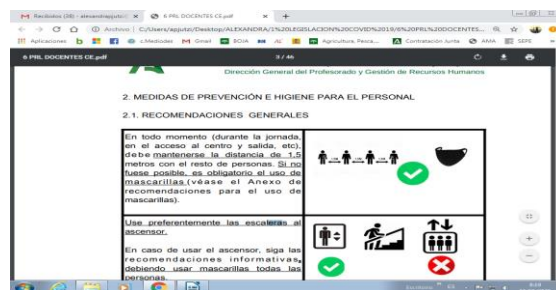 Recibidos (28) - alexandrajputo
6 PRL DOCENTES CE.pdf
Archivo | C:/Users/apputo/Desktop/ALEXANDRA/1%20LEGISLACION%20COVID%2019/6%20PRL%20DOCENTES...
Aplicaciones
Gmail
BOJA
Agricultura, Pesca...
Contratación Junta
AMA
SEPE
6 PRL DOCENTES CE.pdf
3 / 46
Dirección General del Profesorado y Gestión de Recursos Humanos
2. MEDIDAS DE PREVENCIÓN E HIGIENE PARA EL PERSONAL
2.1. RECOMENDACIONES GENERALES
En todo momento (durante la jornada,
en el acceso al centro y salida, etc),
debe mantenerse la distancia de 1,5
metros con el resto de personas. Si no
fuese posible, es obligatorio el uso de
mascarillas (véase el Anexo de
recomendaciones para el uso de
mascarillas).
Use preferentemente las escaleras al
ascensor.
En caso de usar el ascensor, siga las
recomendaciones informativas,
debiendo usar mascarillas todas las
personas.
Escritorio
ES